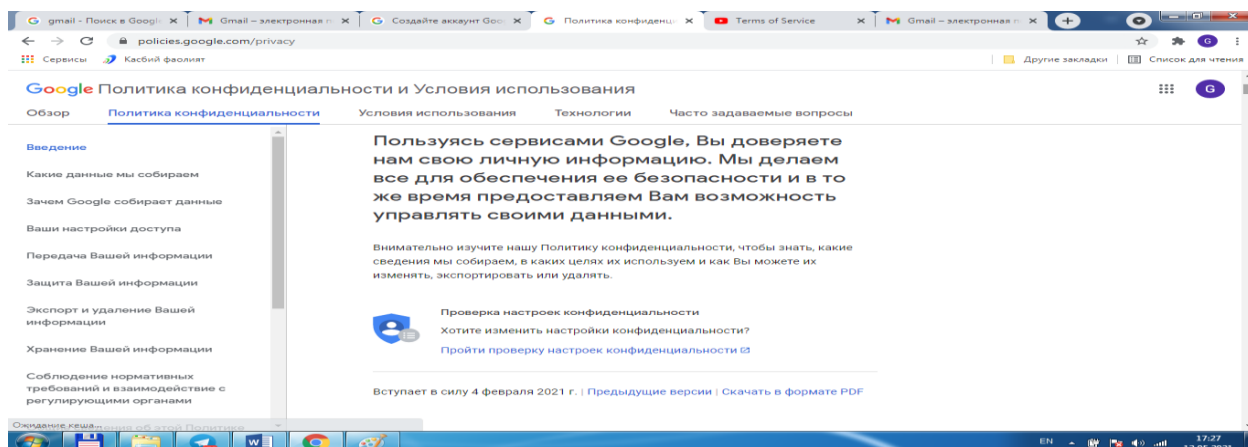 gmail - Поиск в Googl
Gmail – электронная п
Создайте аккаунт Goo
Политика конфиденци
Terms of Service
Gmail – электронная п
policies.google.com/privacy
G
Сервисы
Касбий фаолият
Другие закладки
Список для чтения
Google Политика конфиденциальности и Условия использования
G
Обзор Политика конфиденциальности Условия использования Технологии Часто задаваемые вопросы
Введение
Какие данные мы собираем
Зачем Google собирает данные
Ваши настройки доступа
Передача Вашей информации
Защита Вашей информации
Экспорт и удаление Вашей
информации
Хранение Вашей информации
Соблюдение нормативных
требований и взаимодействие с
регулирующими органами
Пользуясь сервисами Google, Вы доверяете
нам свою личную информацию. Мы делаем
все для обеспечения ее безопасности и в то
же время предоставляем Вам возможность
управлять своими данными.
Внимательно изучите нашу Политику конфиденциальности, чтобы знать, какие
сведения мы собираем, в каких целях их используем и как Вы можете их
изменять, экспортировать или удалять.
Проверка настроек конфиденциальности
Хотите изменить настройки конфиденциальности?
Пройти проверку настроек конфиденциальности
Вступает в силу 4 февраля 2021 г. | Предыдущие версии | Скачать в формате PDF
Ожидание кеша...
об этой Политике
EN
17:27